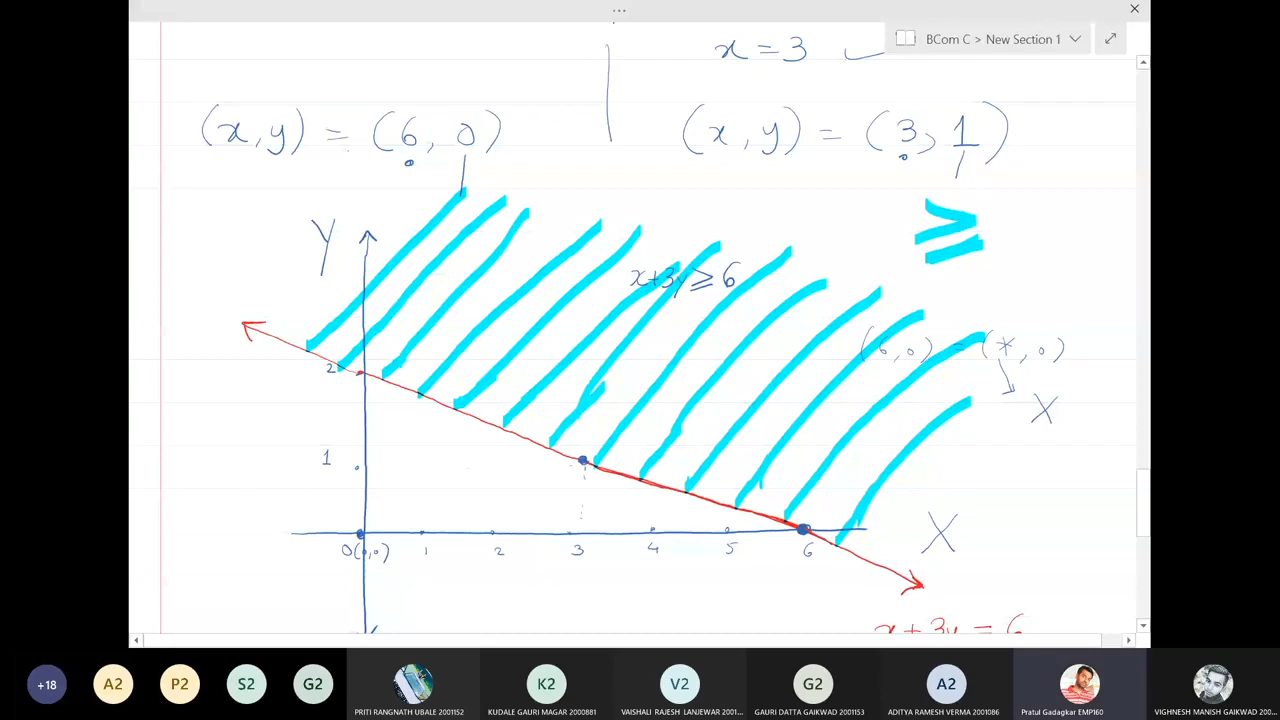 x = 3
BCom C > New Section 1
(x,y) = (6, 0)
(x,y) = (3, 1)
≥
Y
x+3y ≥ 6
(6,0) = (*,0)
X
2
1
X
0(0,0) 1 2 3 4 5 6
x+3y = 6
+18
A2
P2
S2
G2
K2
V2
G2
A2
PRITI RANGNATH UBALE 2001152
KUDALE GAURI MAGAR 2000881
VAISHALI RAJESH LANJEWAR 2001...
GAURI DATTA GAIKWAD 2001153
ADITYA RAMESH VERMA 2001086
Pratul Gadagkar EMP160
VIGHNESH MANISH GAIKWAD 200...